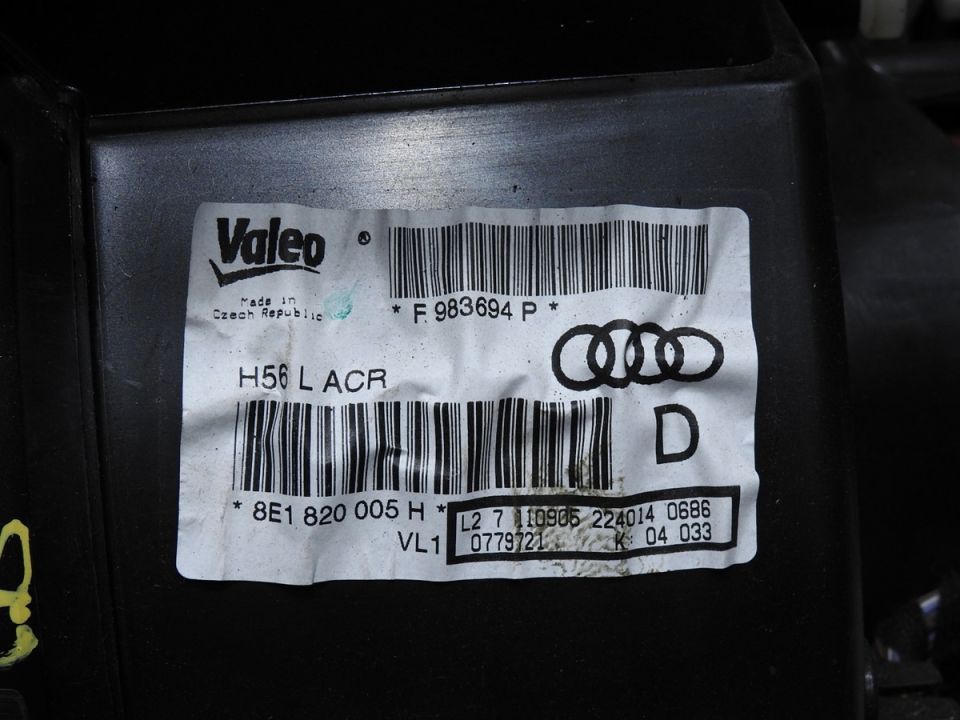 Valeo ®
Made in
Czech Republic
* F 983694 P *
H56 L ACR
D
* 8E1 820 005 H *
VL1
L2 7 110905 224014 0686
0779721 K: 04 033